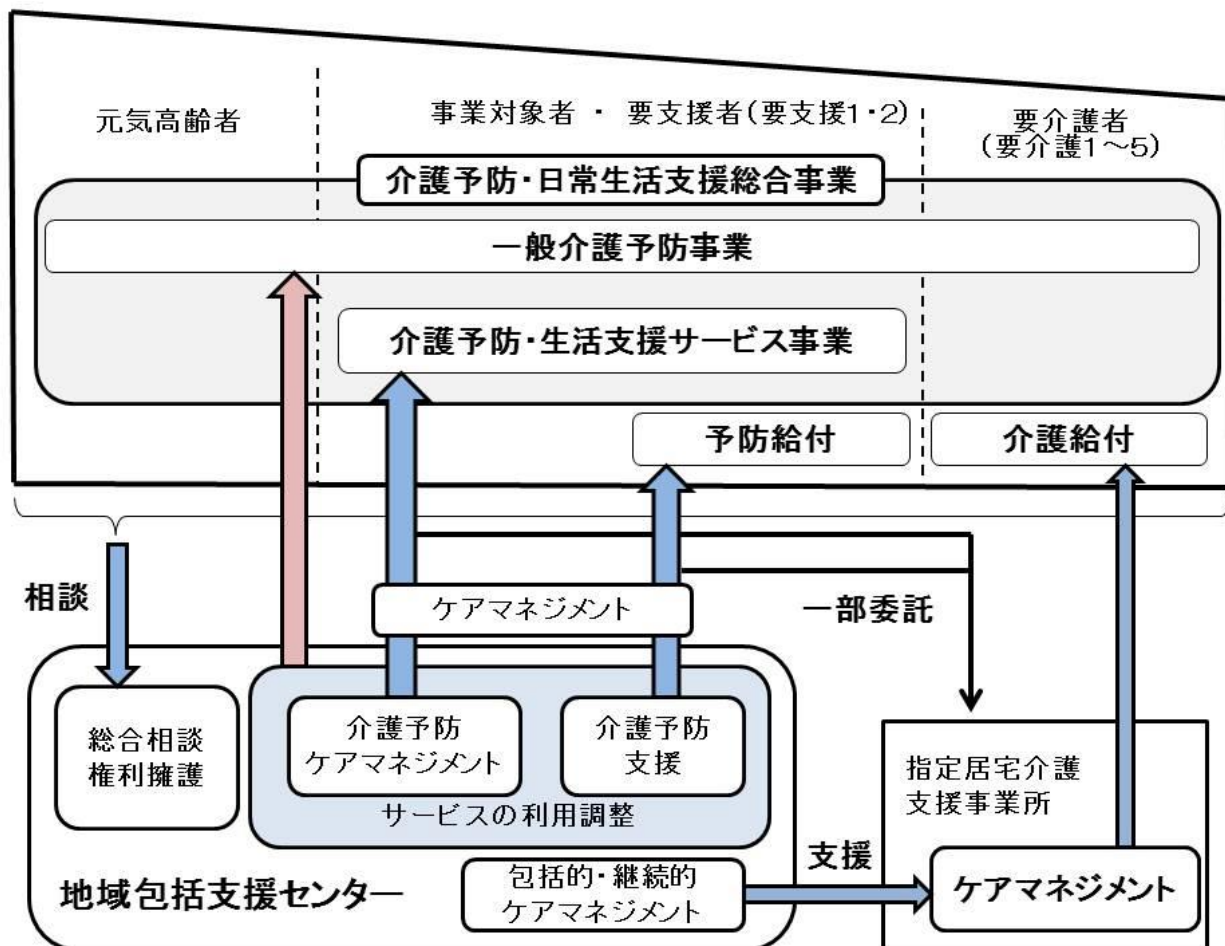 元気高齢者
事業対象者 ・ 要支援者(要支援1・2)
要介護者
(要介護1～5)
介護予防・日常生活支援総合事業
一般介護予防事業
介護予防・生活支援サービス事業
予防給付
介護給付
相談
ケアマネジメント
一部委託
総合相談
権利擁護
介護予防
ケアマネジメント
介護予防
支援
サービスの利用調整
指定居宅介護
支援事業所
地域包括支援センター
包括的・継続的
ケアマネジメント
支援
ケアマネジメント